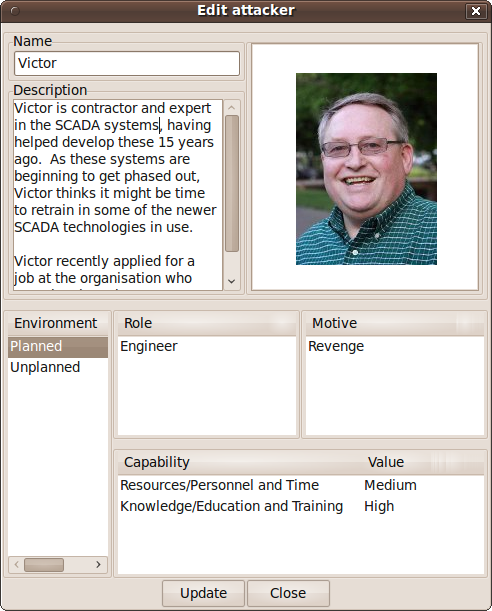 Edit attacker
Name
Victor
Description
Victor is contractor and expert
in the SCADA systems, having
helped develop these 15 years
ago. As these systems are
beginning to get phased out,
Victor thinks it might be time
to retrain in some of the newer
SCADA technologies in use.
Victor recently applied for a
job at the organisation who
Environment
Planned
Unplanned
Role
Engineer
Motive
Revenge
Capability Value
Resources/Personnel and Time Medium
Knowledge/Education and Training High
Update Close